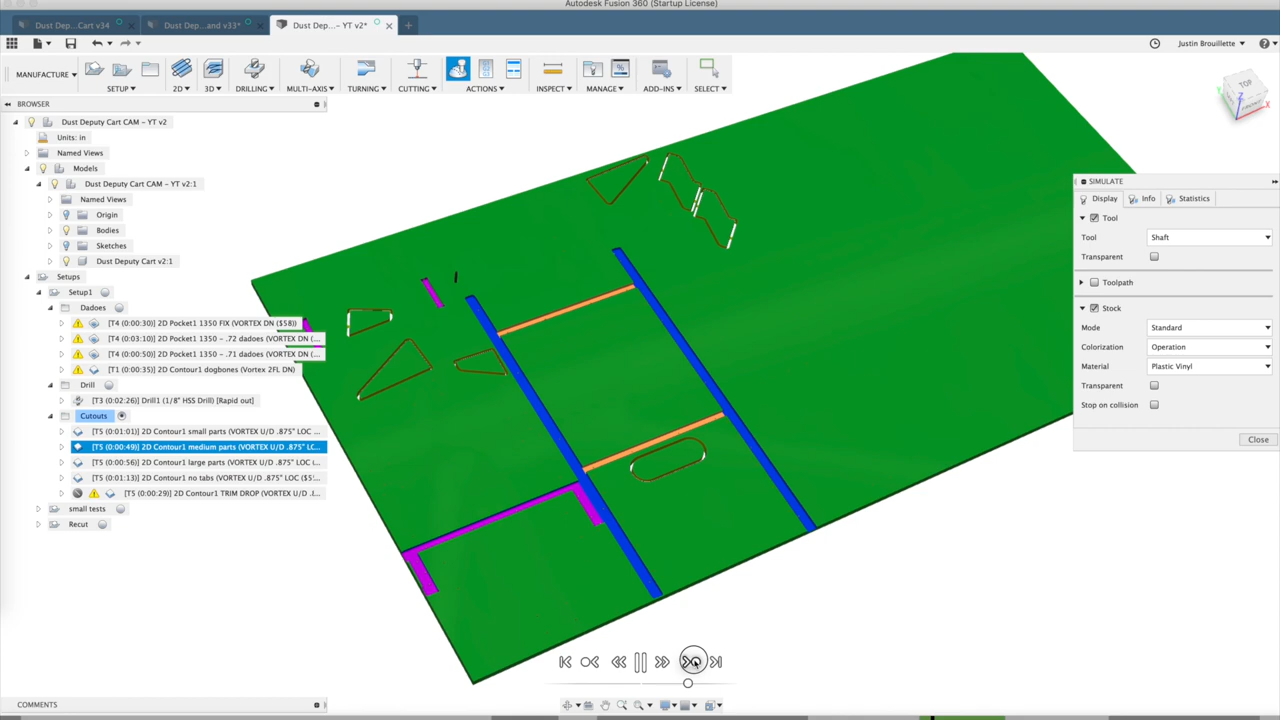 Autodesk Fusion 360 (Startup License)
Dust Dep...Cart v34
Dust Dep...and v33*
Dust Dep...– YT v2*
Justin Brouillette
MANUFACTURE
SETUP
2D
3D
DRILLING
MULTI-AXIS
TURNING
CUTTING
ACTIONS
INSPECT
MANAGE
ADD-INS
SELECT
BROWSER
Dust Deputy Cart CAM – YT v2
Units: in
Named Views
Models
Dust Deputy Cart CAM – YT v2:1
Named Views
Origin
Bodies
Sketches
Dust Deputy Cart v2:1
Setups
Setup1
Dadoes
[T4 (0:00:30)] 2D Pocket1 1350 FIX (VORTEX DN ($58))
[T4 (0:03:10)] 2D Pocket1 1350 – .72 dadoes (VORTEX DN (...
[T4 (0:00:50)] 2D Pocket1 1350 – .71 dadoes (VORTEX DN (...
[T1 (0:00:35)] 2D Contour1 dogbones (Vortex 2FL DN)
Drill
[T3 (0:02:26)] Drill1 (1/8" HSS Drill) [Rapid out]
Cutouts
[T5 (0:01:01)] 2D Contour1 small parts (VORTEX U/D .875" LOC ...
[T5 (0:00:49)] 2D Contour1 medium parts (VORTEX U/D .875" LC...
[T5 (0:00:56)] 2D Contour1 large parts (VORTEX U/D .875" LOC ...
[T5 (0:01:13)] 2D Contour1 no tabs (VORTEX U/D .875" LOC ($5'...
[T5 (0:00:29)] 2D Contour1 TRIM DROP (VORTEX U/D .I...
small tests
Recut
TOP
X
SIMULATE
Display
Info
Statistics
Tool
Tool
Shaft
Transparent
Toolpath
Stock
Mode
Standard
Colorization
Operation
Material
Plastic Vinyl
Transparent
Stop on collision
Close
COMMENTS